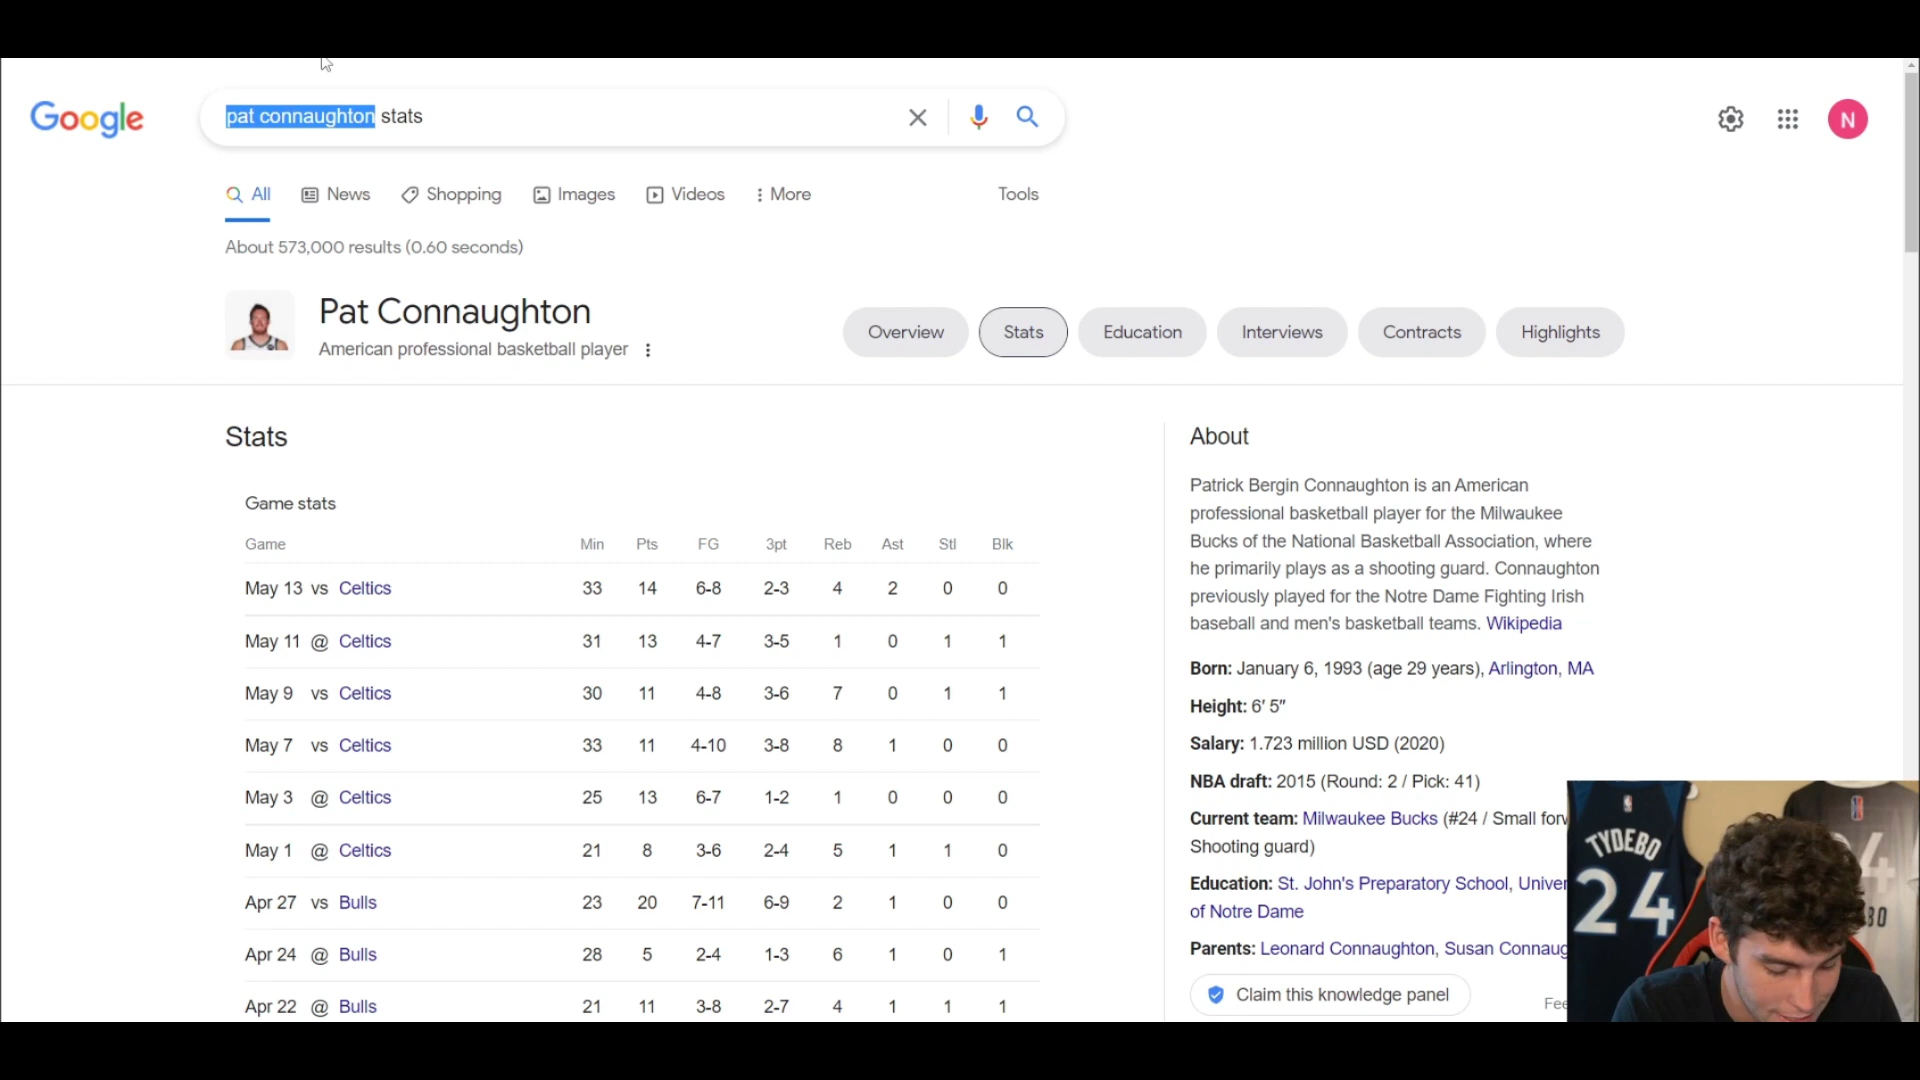 Google
pat connaughton stats
N
All News Shopping Images Videos More Tools
About 573,000 results (0.60 seconds)
Pat Connaughton
American professional basketball player
Overview Stats Education Interviews Contracts Highlights
Stats
Game stats
Game Min Pts FG 3pt Reb Ast Stl Blk
May 13 vs Celtics 33 14 6-8 2-3 4 2 0 0
May 11 @ Celtics 31 13 4-7 3-5 1 0 1 1
May 9 vs Celtics 30 11 4-8 3-6 7 0 1 1
May 7 vs Celtics 33 11 4-10 3-8 8 1 0 0
May 3 @ Celtics 25 13 6-7 1-2 1 0 0 0
May 1 @ Celtics 21 8 3-6 2-4 5 1 1 0
Apr 27 vs Bulls 23 20 7-11 6-9 2 1 0 0
Apr 24 @ Bulls 28 5 2-4 1-3 6 1 0 1
Apr 22 @ Bulls 21 11 3-8 2-7 4 1 1 1
About
Patrick Bergin Connaughton is an American
professional basketball player for the Milwaukee
Bucks of the National Basketball Association, where
he primarily plays as a shooting guard. Connaughton
previously played for the Notre Dame Fighting Irish
baseball and men's basketball teams. Wikipedia
Born: January 6, 1993 (age 29 years), Arlington, MA
Height: 6′ 5″
Salary: 1.723 million USD (2020)
NBA draft: 2015 (Round: 2 / Pick: 41)
Current team: Milwaukee Bucks (#24 / Small forw
Shooting guard)
Education: St. John's Preparatory School, Univer
of Notre Dame
Parents: Leonard Connaughton, Susan Connaug
Claim this knowledge panel
Fee
TYDEBO
24